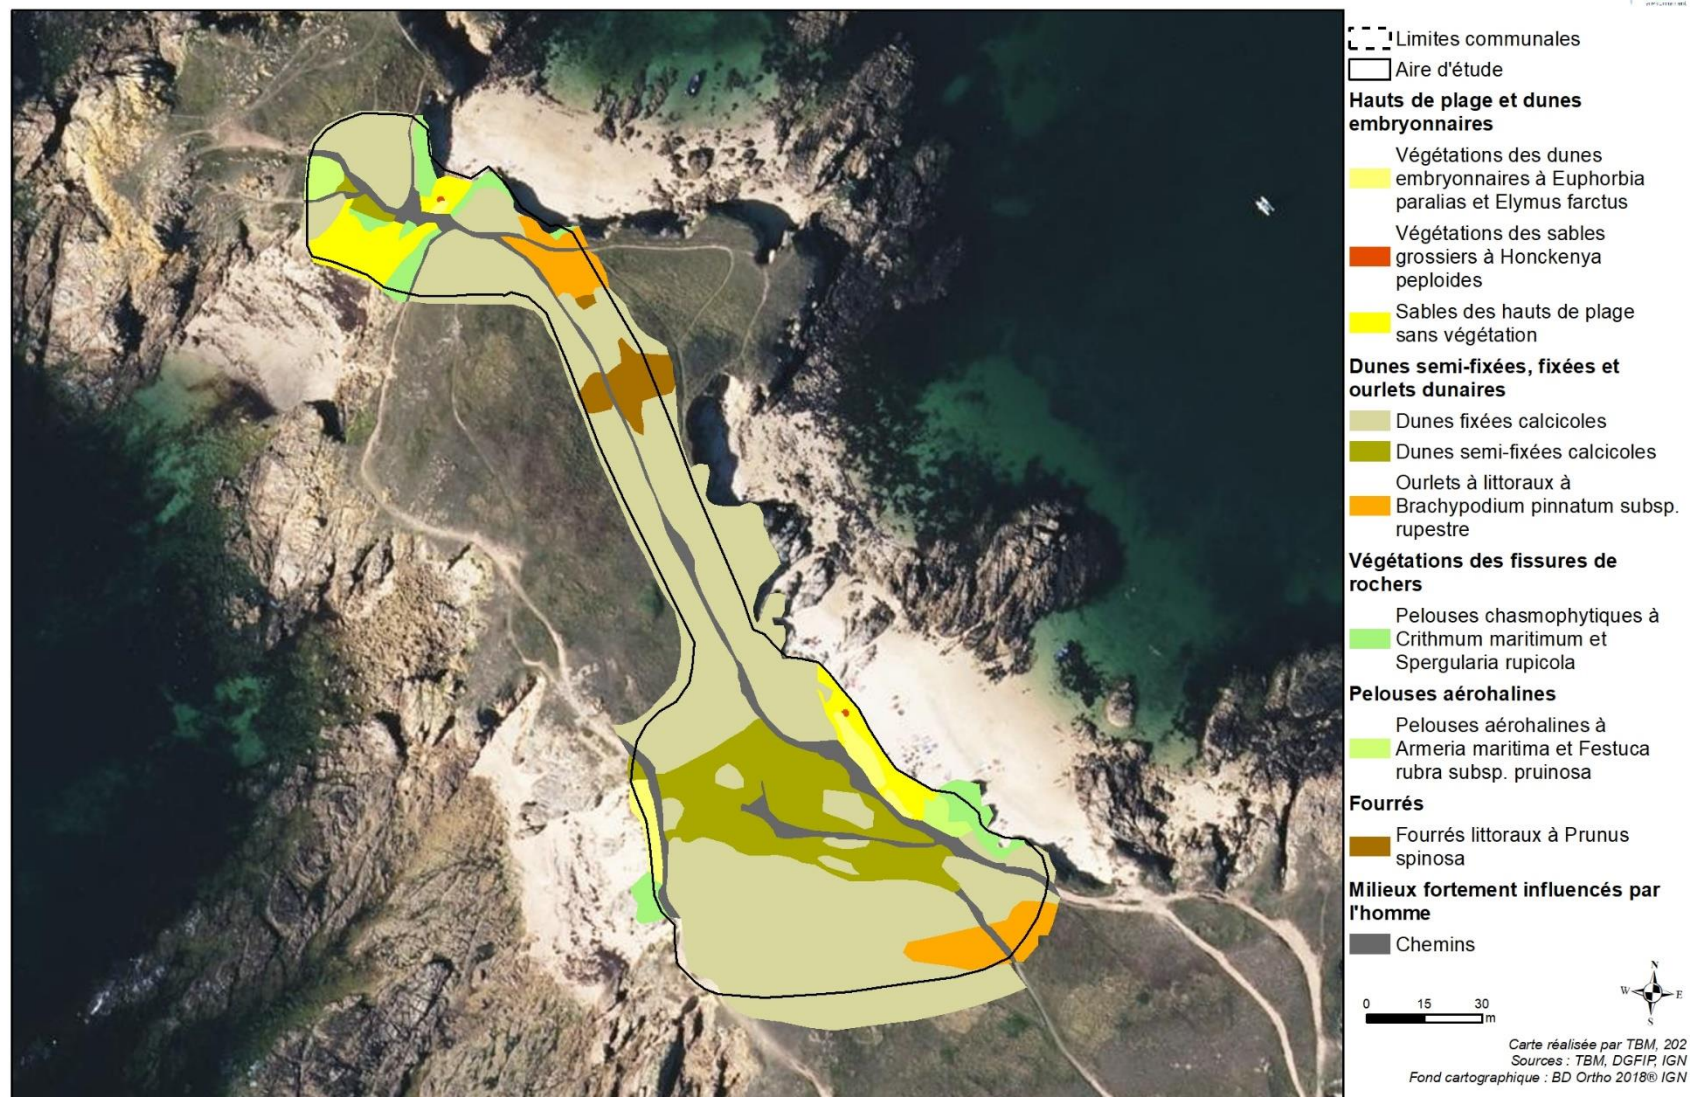 Limites communales
Aire d'étude
Hauts de plage et dunes
embryonnaires
Végétations des dunes
embryonnaires à Euphorbia
paralias et Elymus farctus
Végétations des sables
grossiers à Honckenya
peploides
Sables des hauts de plage
sans végétation
Dunes semi-fixées, fixées et
ourlets dunaires
Dunes fixées calcicoles
Dunes semi-fixées calcicoles
Ourlets à littoraux à
Brachypodium pinnatum subsp.
rupestre
Végétations des fissures de
rochers
Pelouses chasmophytiques à
Crithmum maritimum et
Spergularia rupicola
Pelouses aérohalines
Pelouses aérohalines à
Armeria maritima et Festuca
rubra subsp. pruinosa
Fourrés
Fourrés littoraux à Prunus
spinosa
Milieux fortement influencés par
l'homme
Chemins
N
W E
S
0 15 30
m
Carte réalisée par TBM, 202
Sources : TBM, DGFIP, IGN
Fond cartographique : BD Ortho 2018® IGN